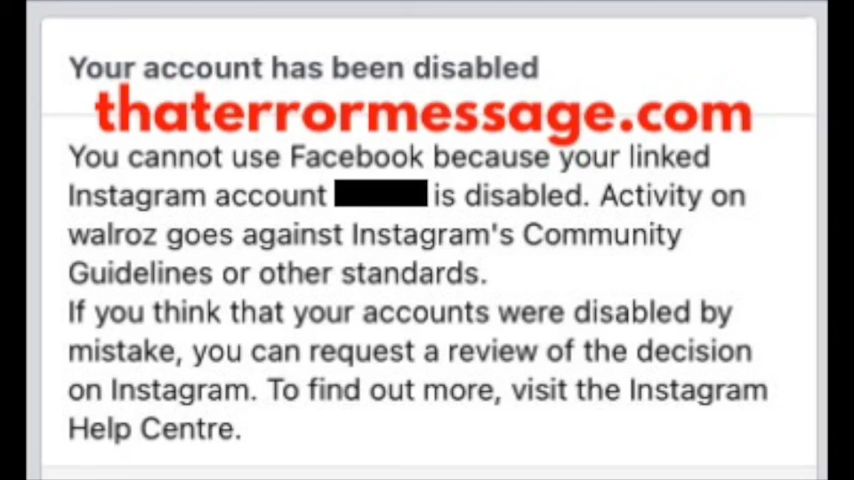 Your account has been disabled
thaterrormessage.com
You cannot use Facebook because your linked
Instagram account is disabled. Activity on
walroz goes against Instagram's Community
Guidelines or other standards.
If you think that your accounts were disabled by
mistake, you can request a review of the decision
on Instagram. To find out more, visit the Instagram
Help Centre.